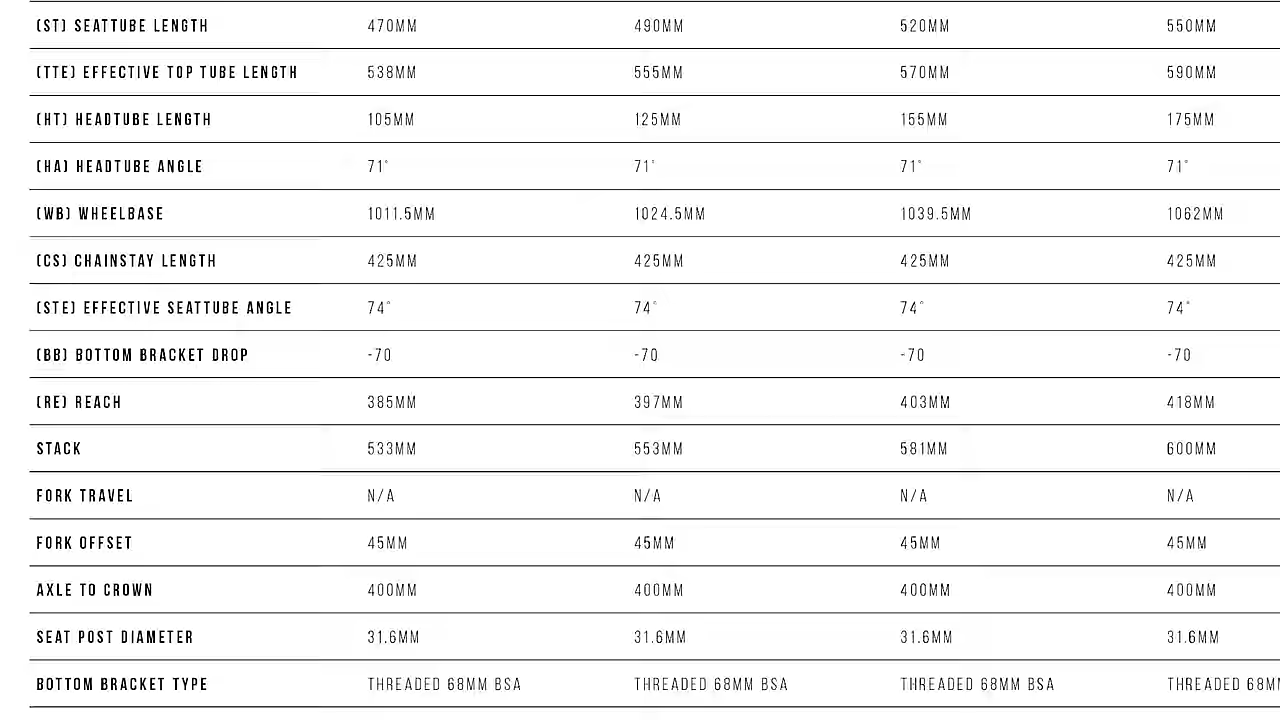 (ST) SEATTUBE LENGTH 470MM 490MM 520MM 550MM
(TTE) EFFECTIVE TOP TUBE LENGTH 538MM 555MM 570MM 590MM
(HT) HEADTUBE LENGTH 105MM 125MM 155MM 175MM
(HA) HEADTUBE ANGLE 71° 71° 71° 71°
(WB) WHEELBASE 1011.5MM 1024.5MM 1039.5MM 1062MM
(CS) CHAINSTAY LENGTH 425MM 425MM 425MM 425MM
(STE) EFFECTIVE SEATTUBE ANGLE 74° 74° 74° 74°
(BB) BOTTOM BRACKET DROP -70 -70 -70 -70
(RE) REACH 385MM 397MM 403MM 418MM
STACK 533MM 553MM 581MM 600MM
FORK TRAVEL N/A N/A N/A N/A
FORK OFFSET 45MM 45MM 45MM 45MM
AXLE TO CROWN 400MM 400MM 400MM 400MM
SEAT POST DIAMETER 31.6MM 31.6MM 31.6MM 31.6MM
BOTTOM BRACKET TYPE THREADED 68MM BSA THREADED 68MM BSA THREADED 68MM BSA THREADED